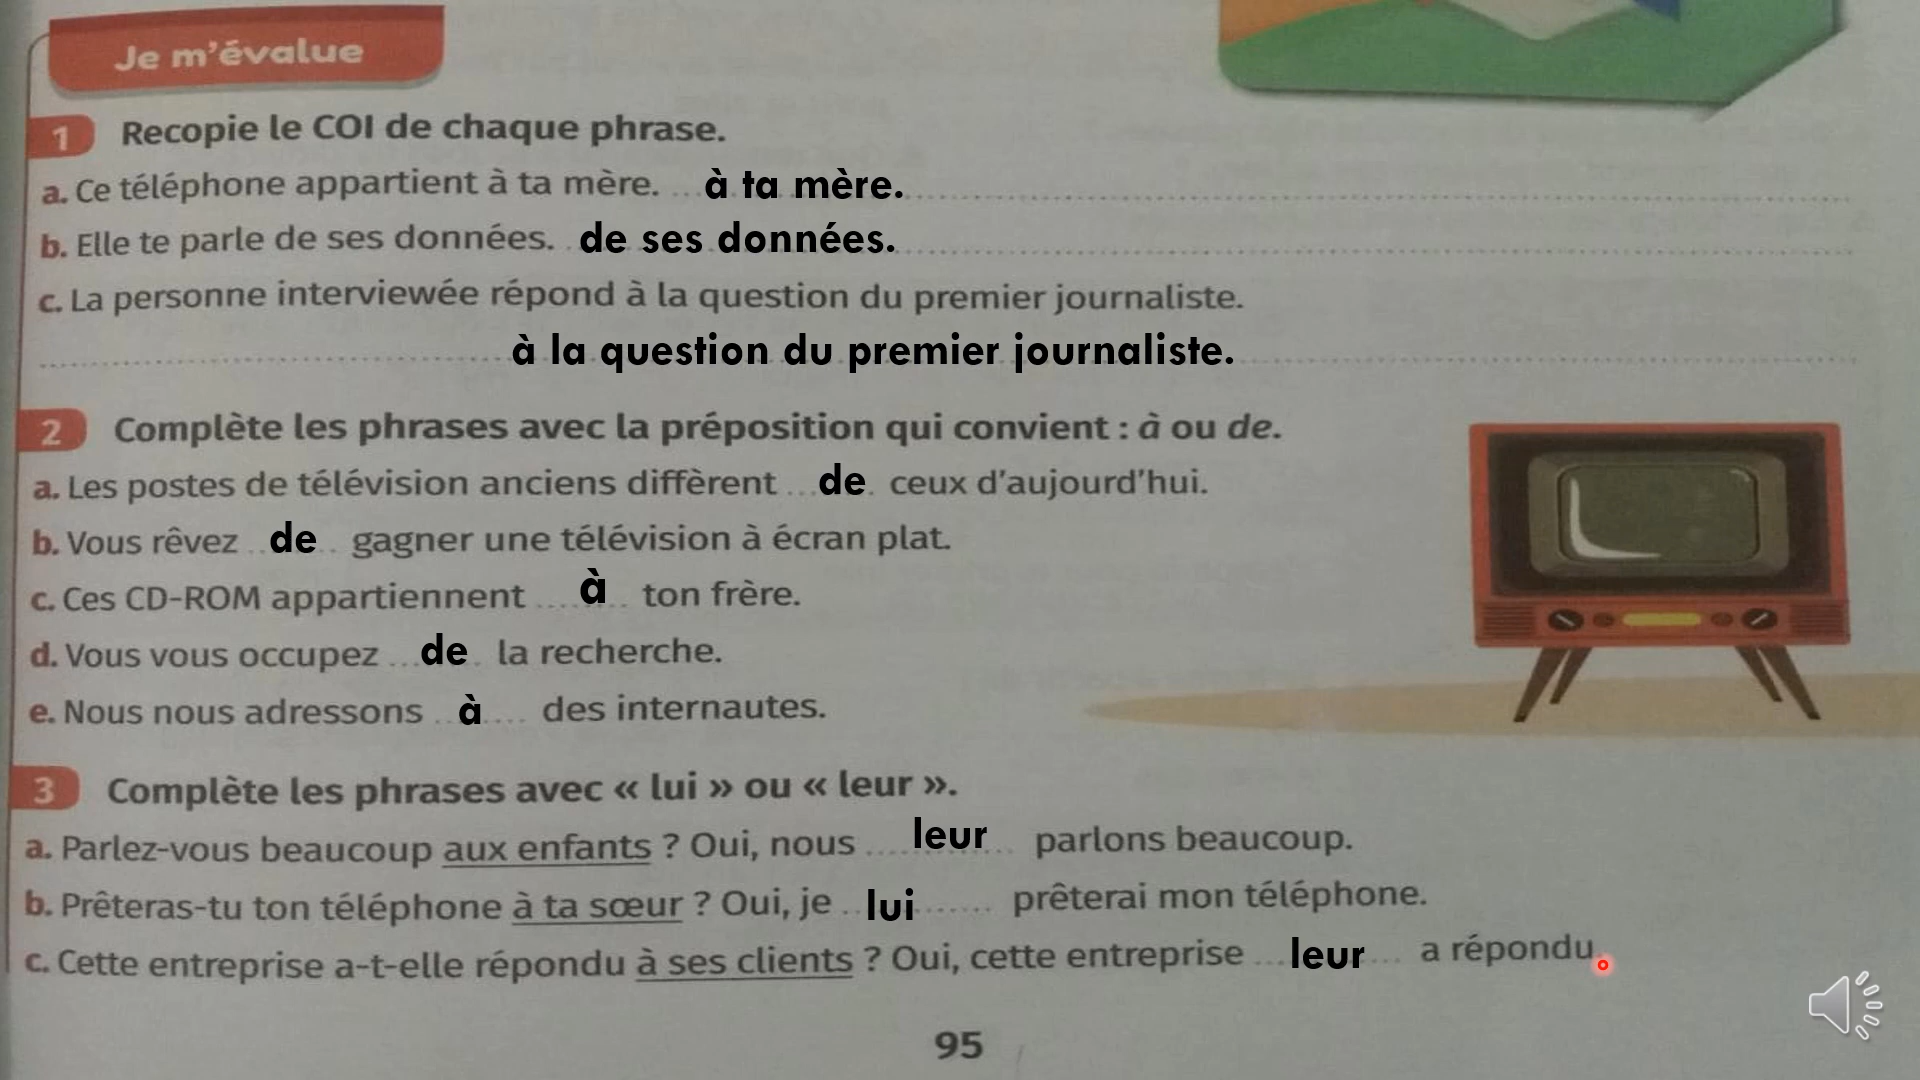 Je m'évalue
1 Recopie le COI de chaque phrase.
a. Ce téléphone appartient à ta mère. ... à ta mère.
b. Elle te parle de ses données. de ses données.
c. La personne interviewée répond à la question du premier journaliste.
à la question du premier journaliste.
2 Complète les phrases avec la préposition qui convient : à ou de.
a. Les postes de télévision anciens diffèrent ... de ceux d'aujourd'hui.
b. Vous rêvez de gagner une télévision à écran plat.
c. Ces CD-ROM appartiennent ... à ton frère.
d. Vous vous occupez ... de la recherche.
e. Nous nous adressons à ... des internautes.
3 Complète les phrases avec « lui » ou « leur ».
a. Parlez-vous beaucoup aux enfants ? Oui, nous ... leur parlons beaucoup.
b. Prêteras-tu ton téléphone à ta sœur ? Oui, je lui ... prêterai mon téléphone.
c. Cette entreprise a-t-elle répondu à ses clients ? Oui, cette entreprise ... leur ... a répondu.
95